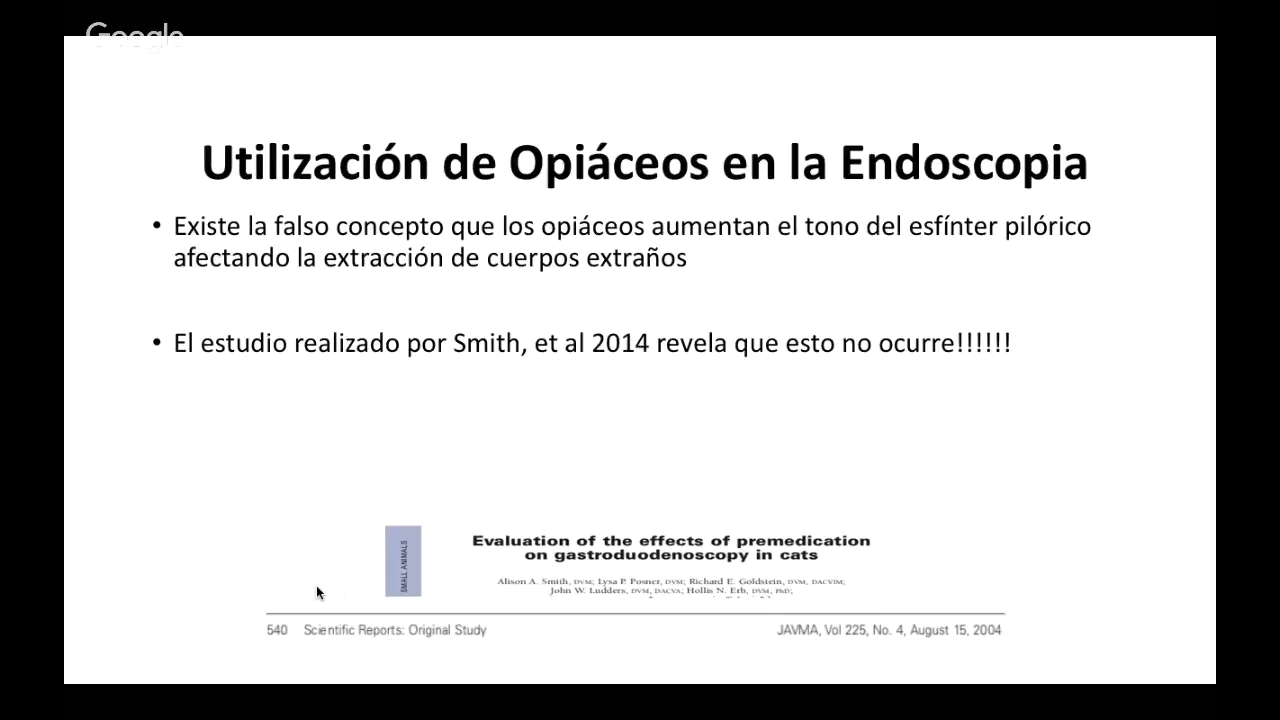 Google
Utilización de Opiáceos en la Endoscopia
• Existe la falso concepto que los opiáceos aumentan el tono del esfínter pilórico
afectando la extracción de cuerpos extraños
• El estudio realizado por Smith, et al 2014 revela que esto no ocurre!!!!!!
SMALL ANIMALS
Evaluation of the effects of premedication
on gastroduodenoscopy in cats
Alison A. Smith, DVM; Lysa P. Posner, DVM; Richard E. Goldstein, DVM, DACVIM;
John W. Ludders, DVM, DACVA; Hollis N. Erb, DVM, PhD;
540 Scientific Reports: Original Study
JAVMA, Vol 225, No. 4, August 15, 2004